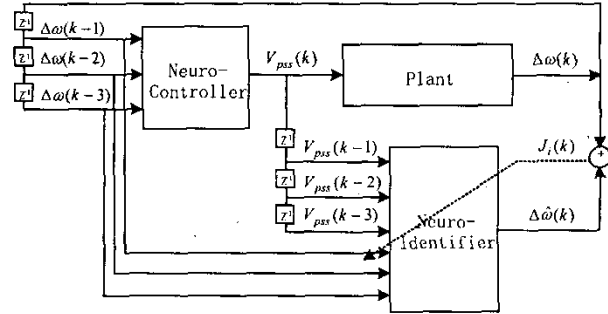 Z⁻¹
Δω(k-1)
Z⁻¹
Δω(k-2)
Z⁻¹
Δω(k-3)
Neuro-
Controller
V_pss(k)
Plant
Δω(k)
Z⁻¹
V_pss(k-1)
Z⁻¹
V_pss(k-2)
Z⁻¹
V_pss(k-3)
Neuro-
Identifier
J_i(k)
+
Δω̂(k)